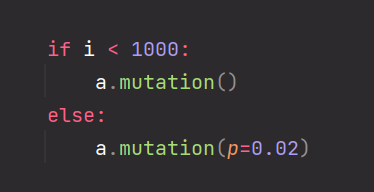 if i < 1000:
    a.mutation()
else:
    a.mutation(p=0.02)